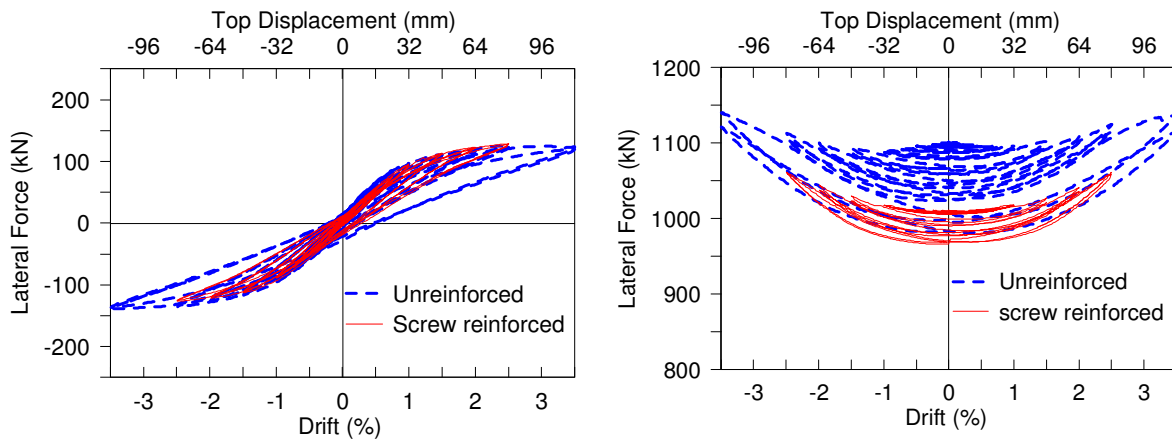 Top Displacement (mm)
-96 -64 -32 0 32 64 96
Lateral Force (kN)
200
100
0
-100
-200
Unreinforced
Screw reinforced
-3 -2 -1 0 1 2 3
Drift (%)
Top Displacement (mm)
-96 -64 -32 0 32 64 96
Lateral Force (kN)
1200
1100
1000
900
800
Unreinforced
screw reinforced
-3 -2 -1 0 1 2 3
Drift (%)